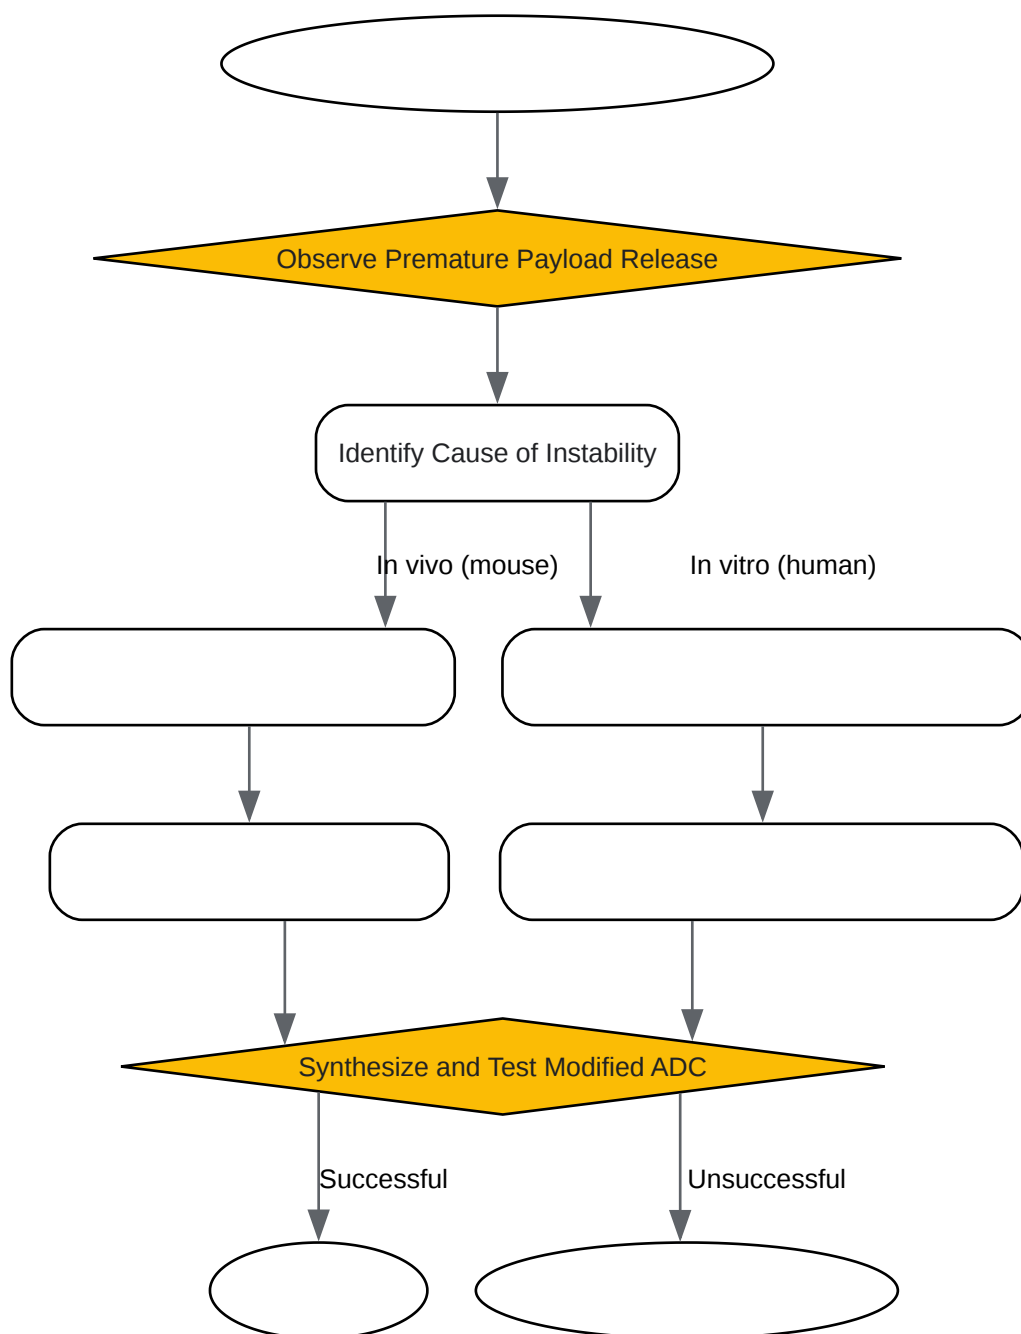 Observe Premature Payload Release
Identify Cause of Instability
In vivo (mouse)
In vitro (human)
Synthesize and Test Modified ADC
Successful
Unsuccessful